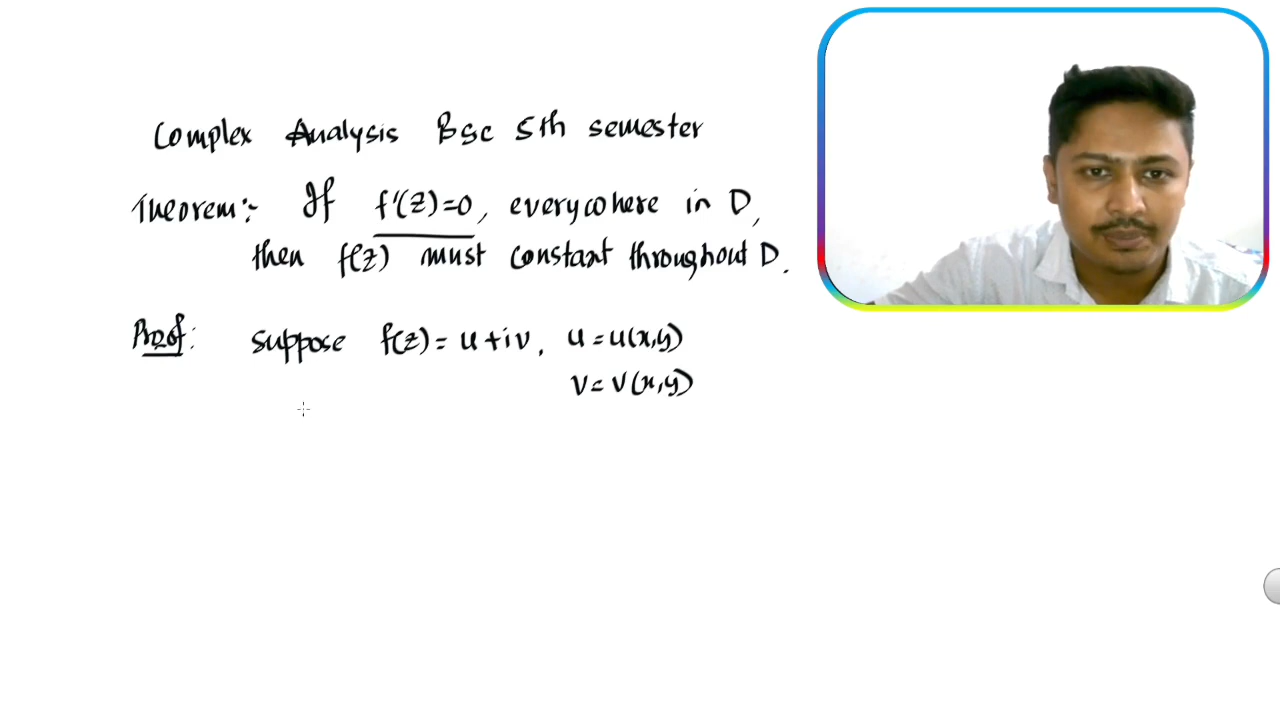 Complex Analysis BSc 5th semester
Theorem:- If f'(z)=0, everywhere in D,
then f(z) must constant throughout D.
Proof: suppose f(z) = u + iv, u = u(x,y)
v = v(x,y)